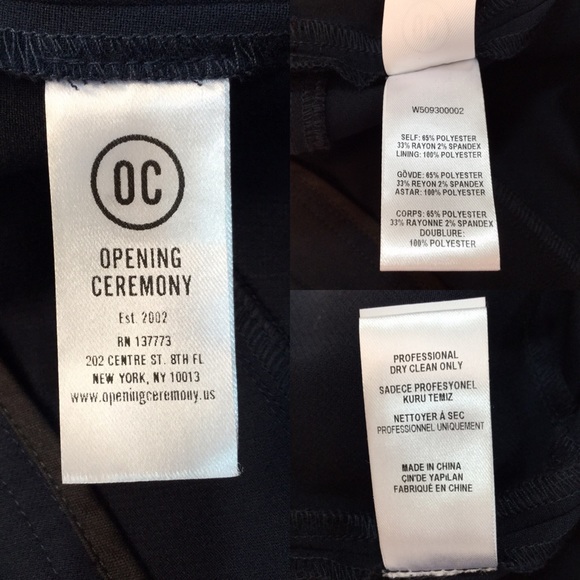 OC
OPENING
CEREMONY
Est. 2002
RN 137773
202 CENTRE ST. 8TH FL
NEW YORK, NY 10013
www.openingceremony.us
OC
W509300002
SELF: 65% POLYESTER
33% RAYON 2% SPANDEX
LINING: 100% POLYESTER
GÖVDE: 65% POLYESTER
33% REYON 2% SPANDEX
ASTAR: 100% POLYESTER
CORPS: 65% POLYESTER
33% RAYONNE 2% SPANDEX
DOUBLURE:
100% POLYESTER
PROFESSIONAL
DRY CLEAN ONLY
SADECE PROFESYONEL
KURU TEMIZ
NETTOYER À SEC
PROFESSIONNEL UNIQUEMENT
MADE IN CHINA
ÇIN'DE YAPıLAN
FABRIQUÉ EN CHINE